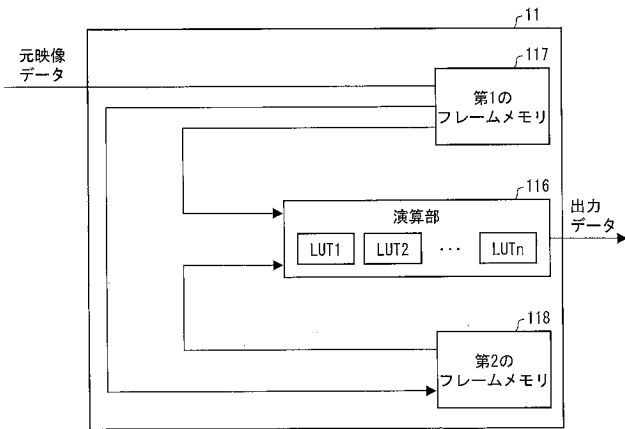 11
元映像
データ
117
第1の
フレームメモリ
116
演算部
LUT1 LUT2 ··· LUTn
出力
データ
118
第2の
フレームメモリ